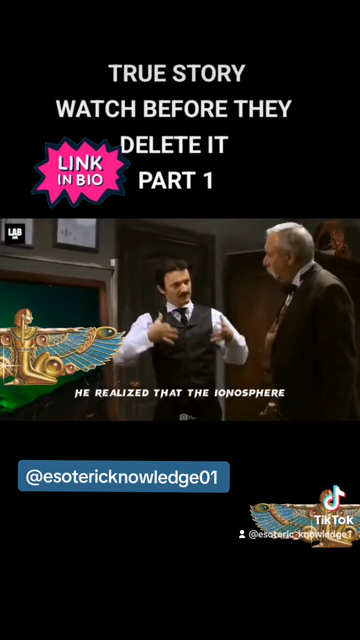 TRUE STORY
WATCH BEFORE THEY
DELETE IT
PART 1
LINK
IN BIO
LAB
HE REALIZED THAT THE IONOSPHERE
@esotericknowledge01
TikTok
@esoteric_knowledge7